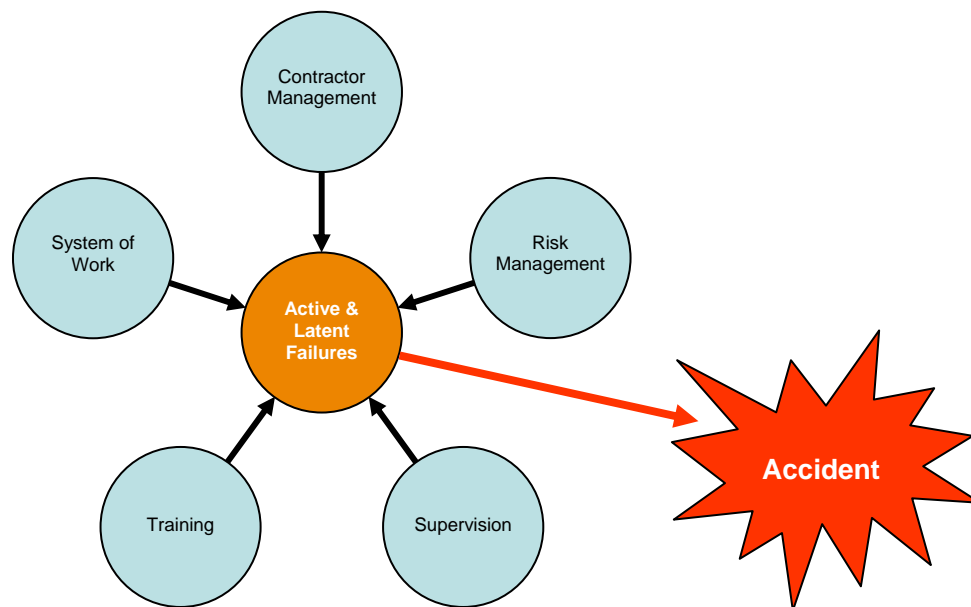 Contractor
Management
System of
Work
Risk
Management
Active &
Latent
Failures
Accident
Training
Supervision